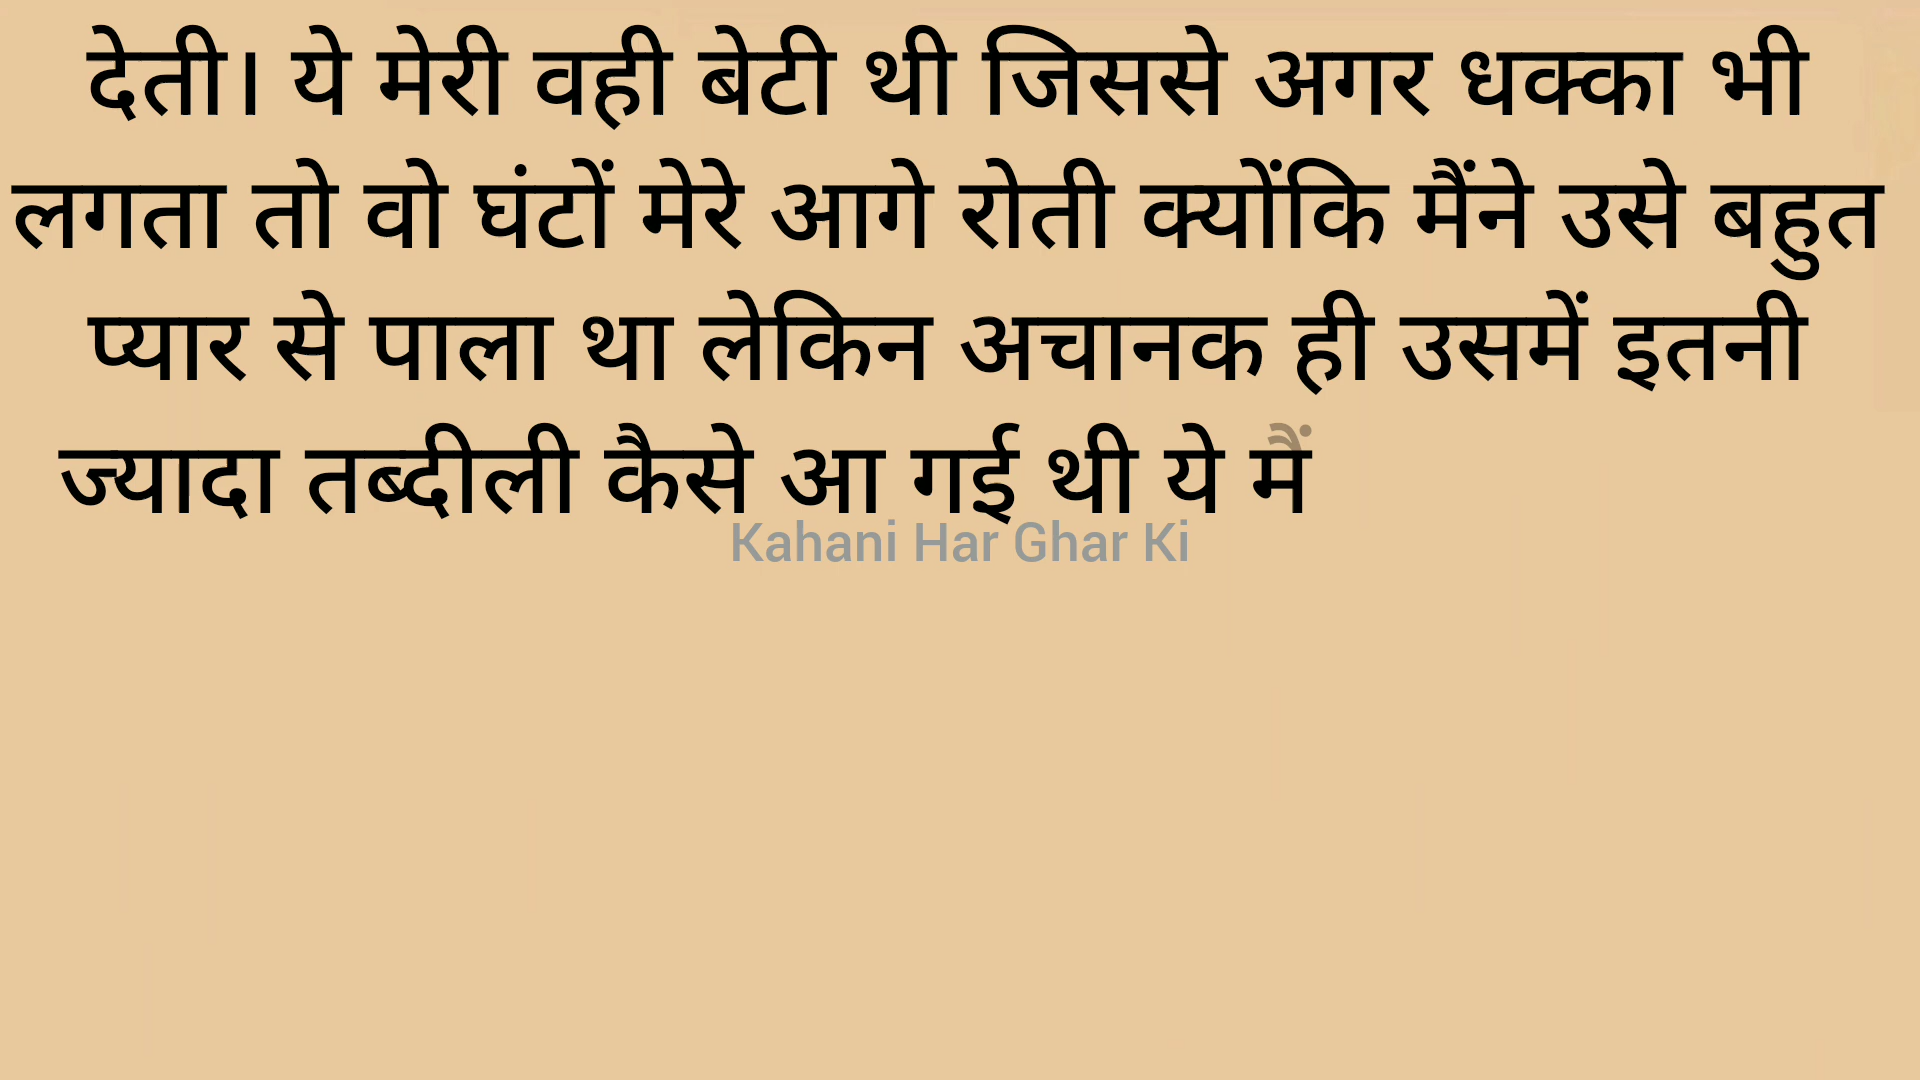 देती। ये मेरी वही बेटी थी जिससे अगर धक्का भी
लगता तो वो घंटों मेरे आगे रोती क्योंकि मैंने उसे बहुत
प्यार से पाला था लेकिन अचानक ही उसमें इतनी
ज्यादा तब्दीली कैसे आ गई थी ये मैं
Kahani Har Ghar Ki